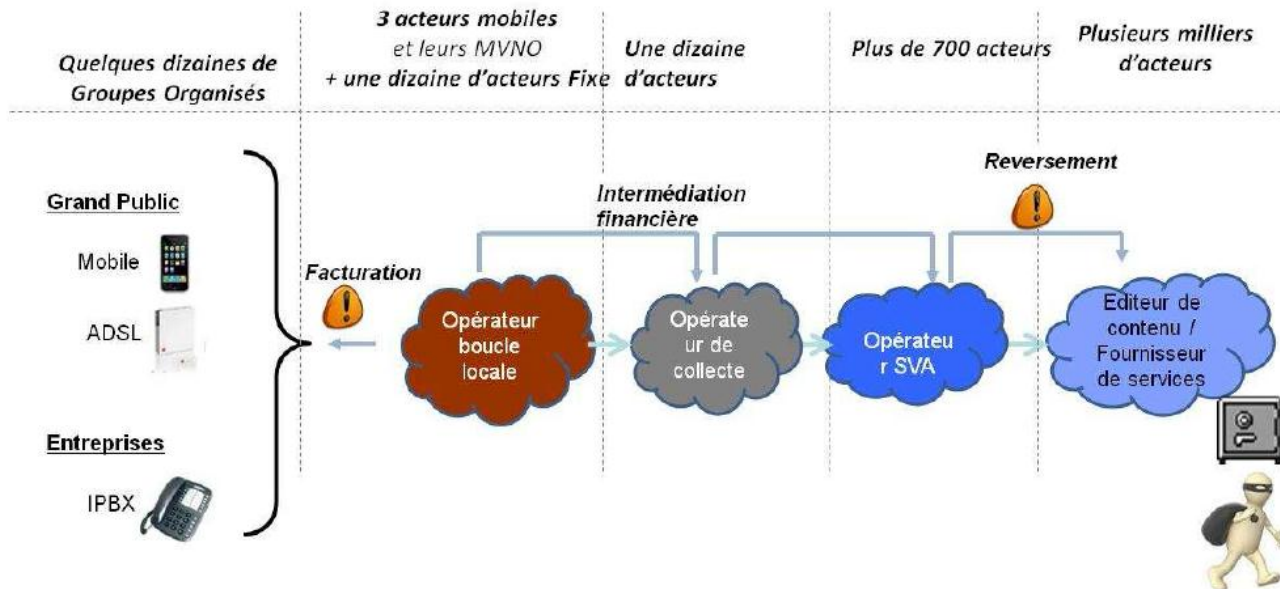 Quelques dizaines de
Groupes Organisés
3 acteurs mobiles
et leurs MVNO
+ une dizaine d'acteurs Fixe
Une dizaine
d'acteurs
Plus de 700 acteurs
Plusieurs milliers
d'acteurs
Grand Public
Mobile
ADSL
Entreprises
IPBX
Facturation
Intermédiation
financière
Reversement
Opérateur
boucle
locale
Opérate
ur de
collecte
Opérateu
r SVA
Editeur de
contenu /
Fournisseur
de services